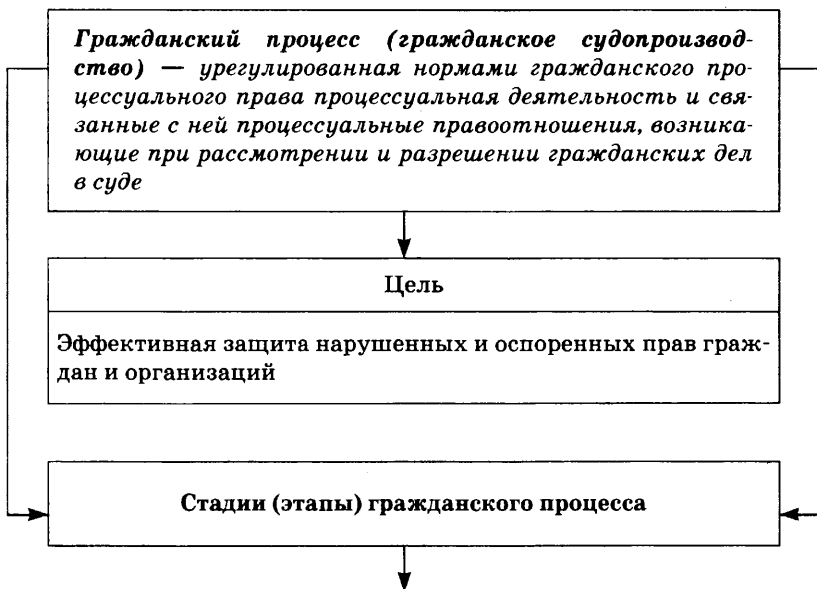 Гражданский процесс (гражданское судопроизвод-
ство) — урегулированная нормами гражданского про-
цессуального права процессуальная деятельность и свя-
занные с ней процессуальные правоотношения, возника-
ющие при рассмотрении и разрешении гражданских дел
в суде
Цель
Эффективная защита нарушенных и оспоренных прав граж-
дан и организаций
Стадии (этапы) гражданского процесса